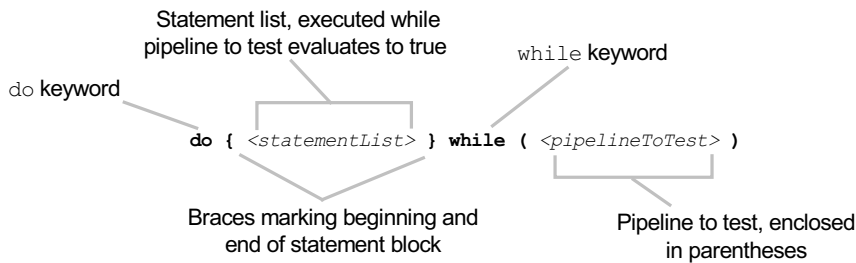 Statement list, executed while
pipeline to test evaluates to true
while keyword
do keyword
do { <statementList> } while ( <pipelineToTest> )
Braces marking beginning and
end of statement block
Pipeline to test, enclosed
in parentheses